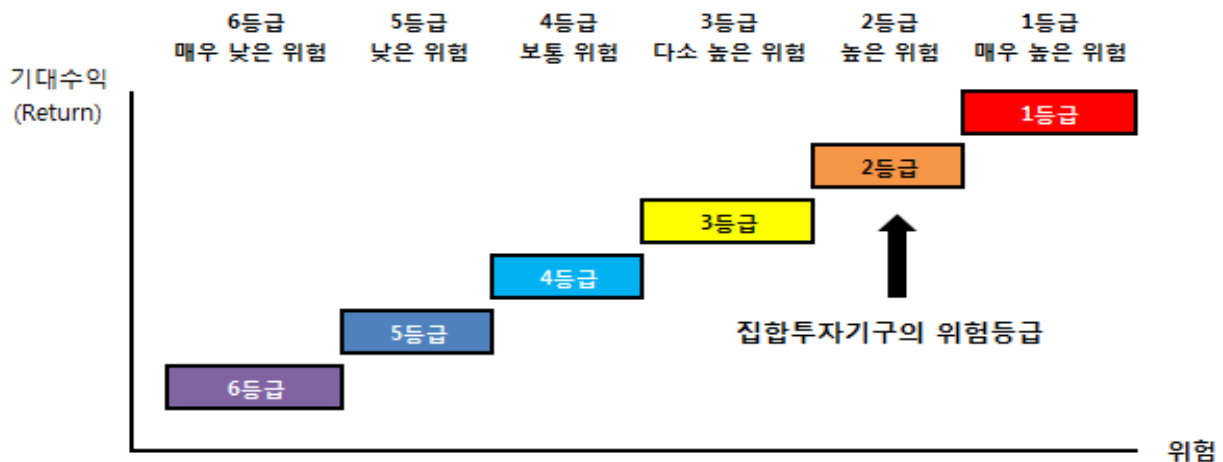 6등급 5등급 4등급 3등급 2등급 1등급
매우 낮은 위험 낮은 위험 보통 위험 다소 높은 위험 높은 위험 매우 높은 위험
기대수익
(Return)
1등급
2등급
3등급
4등급
집합투자기구의 위험등급
5등급
6등급
위험